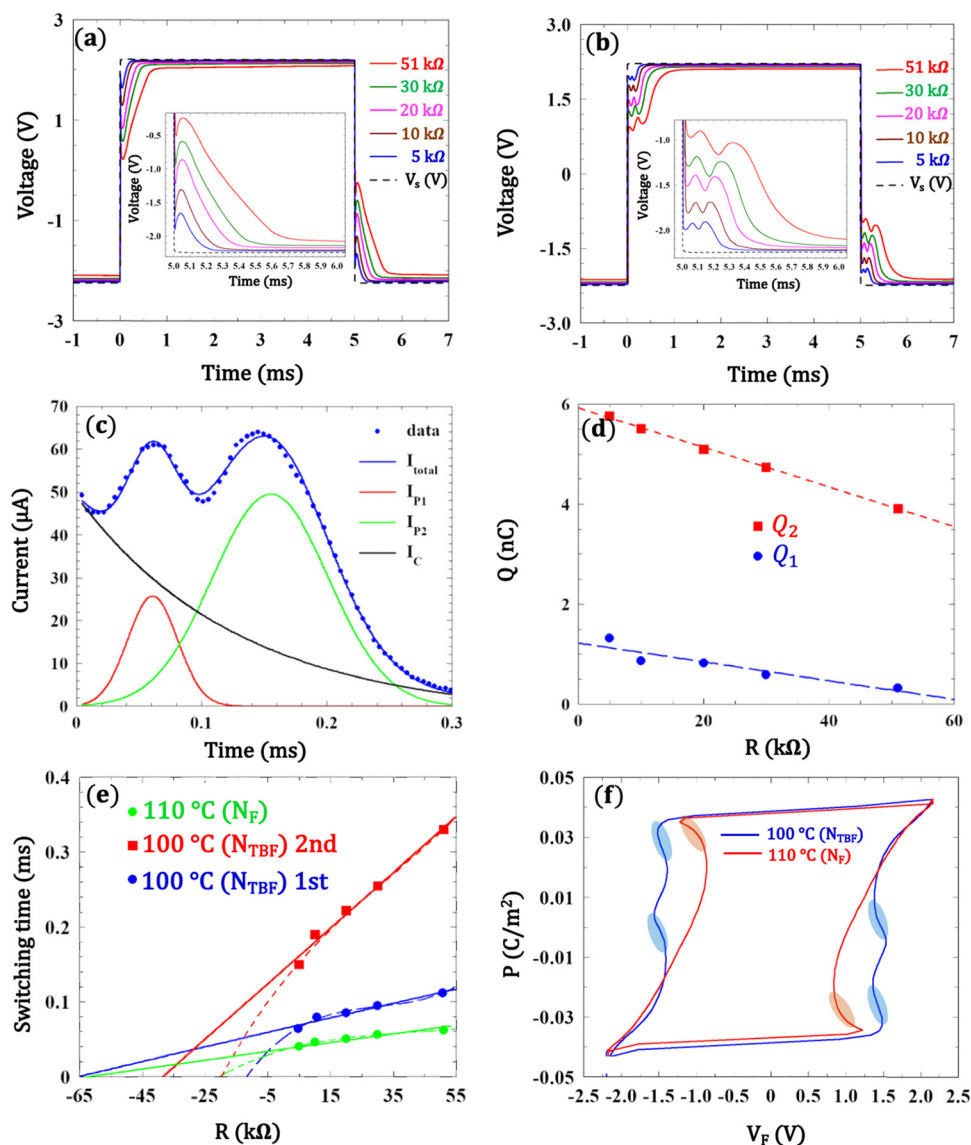 (a)
Voltage (V)
3
2
1
0
-1
-2
-3
51 kΩ
30 kΩ
20 kΩ
10 kΩ
5 kΩ
Vs (V)
Voltage (V)
-0.5
-1.0
-1.5
-2.0
5.0 5.1 5.2 5.3 5.4 5.5 5.6 5.7 5.8 5.9 6.0
Time (ms)
-1 0 1 2 3 4 5 6 7
Time (ms)
(b)
Voltage (V)
3.0
1.5
0
-1.5
-3.0
51 kΩ
30 kΩ
20 kΩ
10 kΩ
5 kΩ
Vs (V)
Voltage (V)
-1.0
-1.5
-2.0
5.0 5.1 5.2 5.3 5.4 5.5 5.6 5.7 5.8 5.9 6.0
Time (ms)
-1 0 1 2 3 4 5 6 7
Time (ms)
(c)
Current (μA)
70
60
50
40
30
20
10
0
data
Itotal
IP1
IP2
IC
0 0.1 0.2 0.3
Time (ms)
(d)
Q (nC)
6
4
2
0
Q2
Q1
0 20 40 60
R (kΩ)
(e)
Switching time (ms)
0.4
0.3
0.2
0.1
0
110 °C (NF)
100 °C (NTBF) 2nd
100 °C (NTBF) 1st
-65 -45 -25 -5 15 35 55
R (kΩ)
(f)
P (C/m²)
0.05
0.03
0.01
-0.01
-0.03
-0.05
100 °C (NTBF)
110 °C (NF)
-2.5 -2.0 -1.5 -1.0 -0.5 0 0.5 1.0 1.5 2.0 2.5
VF (V)